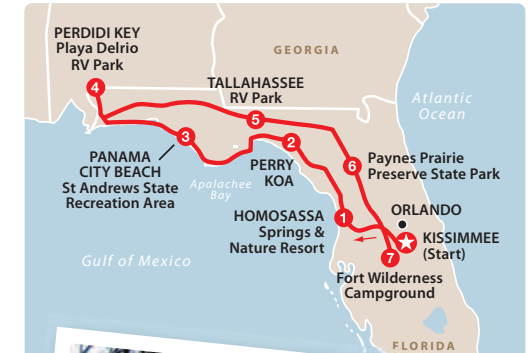 PERDIDI KEY
Playa Delrio
RV Park
4
GEORGIA
TALLAHASSEE
RV Park
5
Atlantic
Ocean
3
2
PANAMA
CITY BEACH
St Andrews State
Recreation Area
Apalachee
Bay
PERRY
KOA
6
Paynes Prairie
Preserve State Park
HOMOSASSA
Springs &
Nature Resort
1
ORLANDO
KISSIMMEE
(Start)
7
Fort Wilderness
Campground
Gulf of Mexico
FLORIDA